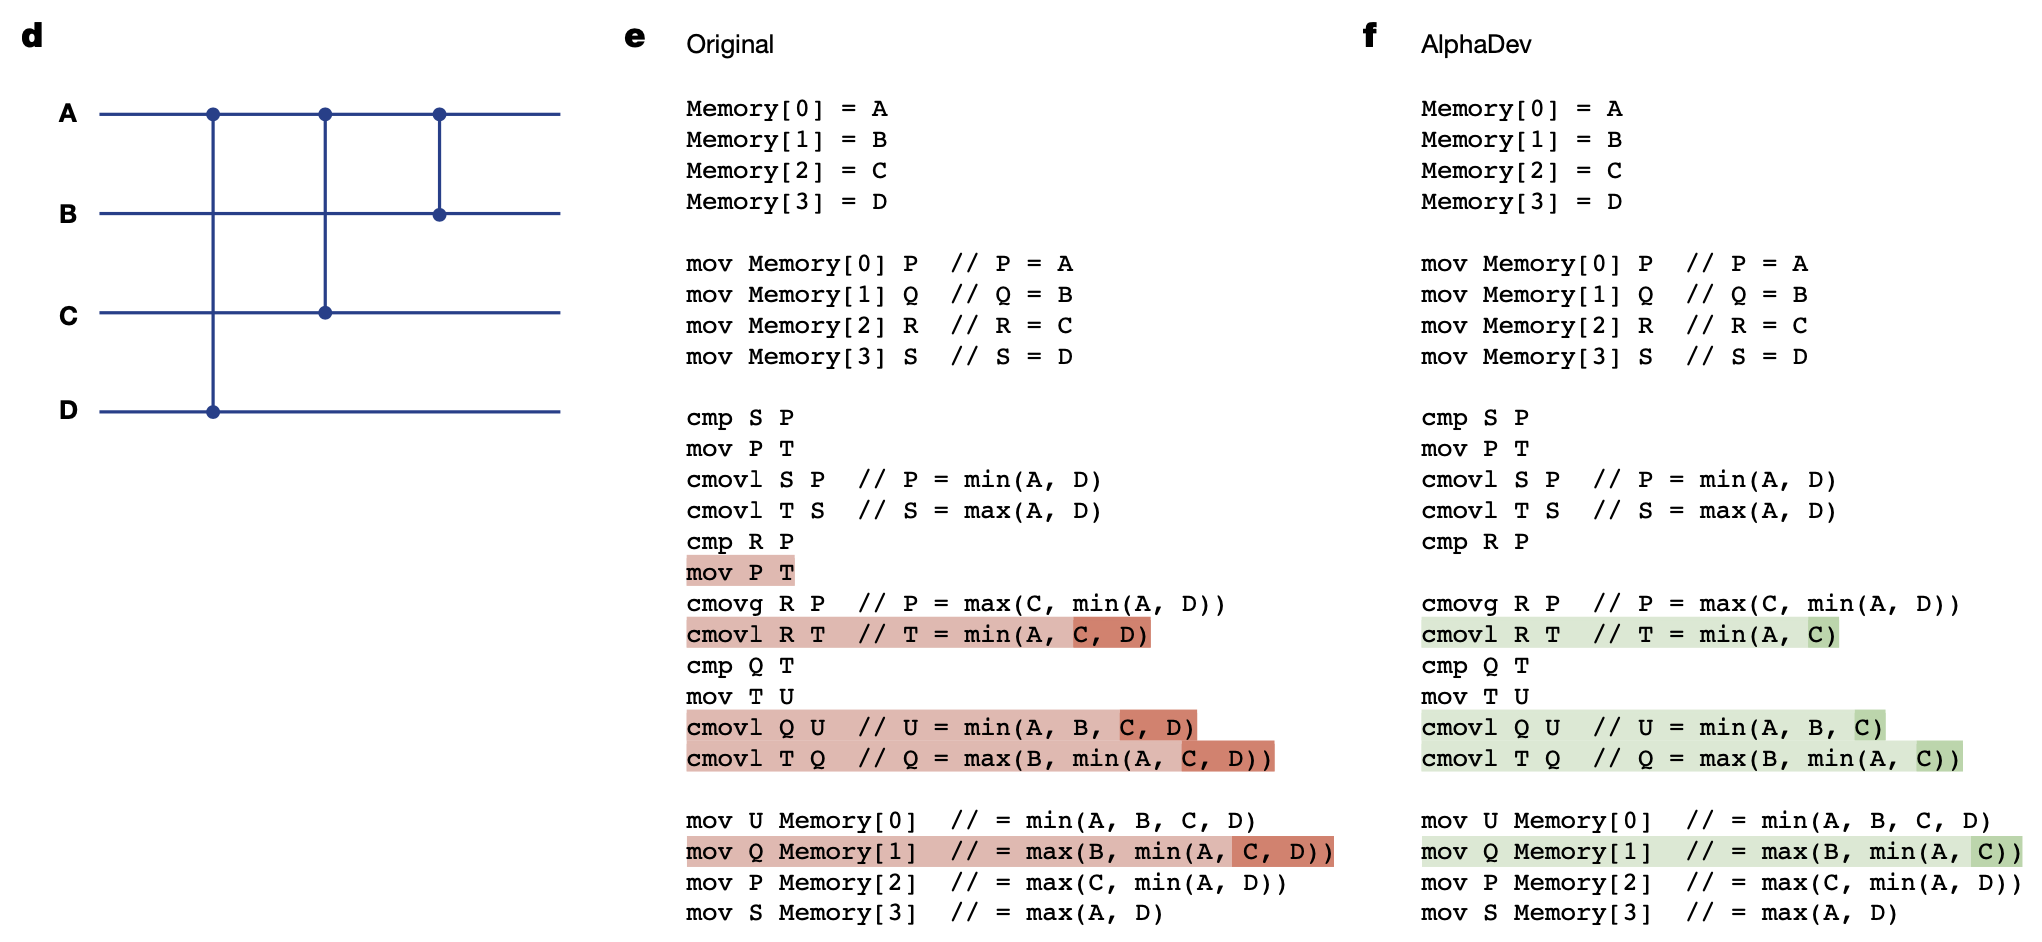 d
A
B
C
D
e Original
Memory[0] = A
Memory[1] = B
Memory[2] = C
Memory[3] = D
mov Memory[0] P // P = A
mov Memory[1] Q // Q = B
mov Memory[2] R // R = C
mov Memory[3] S // S = D
cmp S P
mov P T
cmovl S P // P = min(A, D)
cmovl T S // S = max(A, D)
cmp R P
mov P T
cmovg R P // P = max(C, min(A, D))
cmovl R T // T = min(A, C, D)
cmp Q T
mov T U
cmovl Q U // U = min(A, B, C, D)
cmovl T Q // Q = max(B, min(A, C, D))
mov U Memory[0] // = min(A, B, C, D)
mov Q Memory[1] // = max(B, min(A, C, D))
mov P Memory[2] // = max(C, min(A, D))
mov S Memory[3] // = max(A, D)
f AlphaDev
Memory[0] = A
Memory[1] = B
Memory[2] = C
Memory[3] = D
mov Memory[0] P // P = A
mov Memory[1] Q // Q = B
mov Memory[2] R // R = C
mov Memory[3] S // S = D
cmp S P
mov P T
cmovl S P // P = min(A, D)
cmovl T S // S = max(A, D)
cmp R P
cmovg R P // P = max(C, min(A, D))
cmovl R T // T = min(A, C)
cmp Q T
mov T U
cmovl Q U // U = min(A, B, C)
cmovl T Q // Q = max(B, min(A, C))
mov U Memory[0] // = min(A, B, C, D)
mov Q Memory[1] // = max(B, min(A, C))
mov P Memory[2] // = max(C, min(A, D))
mov S Memory[3] // = max(A, D)